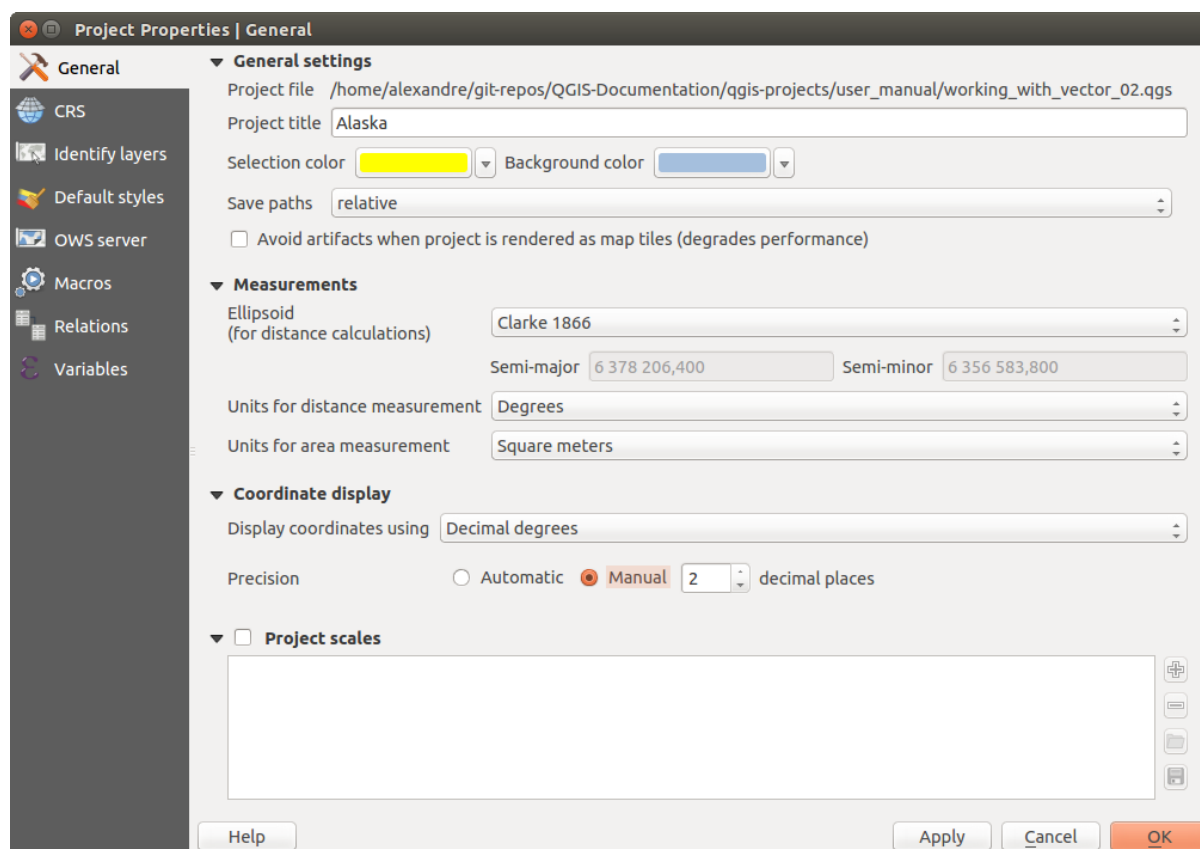 Project Properties | General
General
CRS
Identify layers
Default styles
OWS server
Macros
Relations
Variables
General settings
Project file /home/alexandre/git-repos/QGIS-Documentation/qgis-projects/user_manual/working_with_vector_02.qgs
Project title Alaska
Selection color Background color
Save paths relative
Avoid artifacts when project is rendered as map tiles (degrades performance)
Measurements
Ellipsoid
(for distance calculations) Clarke 1866
Semi-major 6 378 206,400 Semi-minor 6 356 583,800
Units for distance measurement Degrees
Units for area measurement Square meters
Coordinate display
Display coordinates using Decimal degrees
Precision Automatic Manual 2 decimal places
Project scales
Help Apply Cancel OK